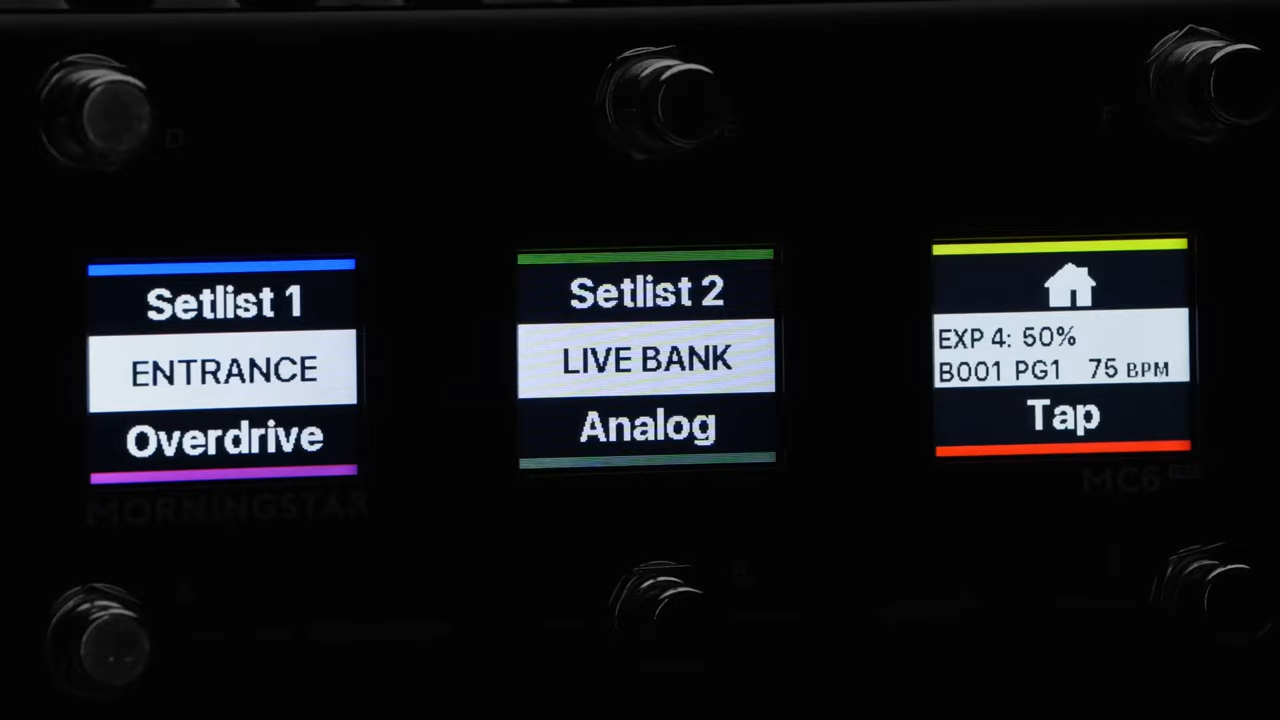 D
E
F
Setlist 1
ENTRANCE
Overdrive
Setlist 2
LIVE BANK
Analog
EXP 4: 50%
B001 PG1 75 BPM
Tap
MORNINGSTAR
MC6